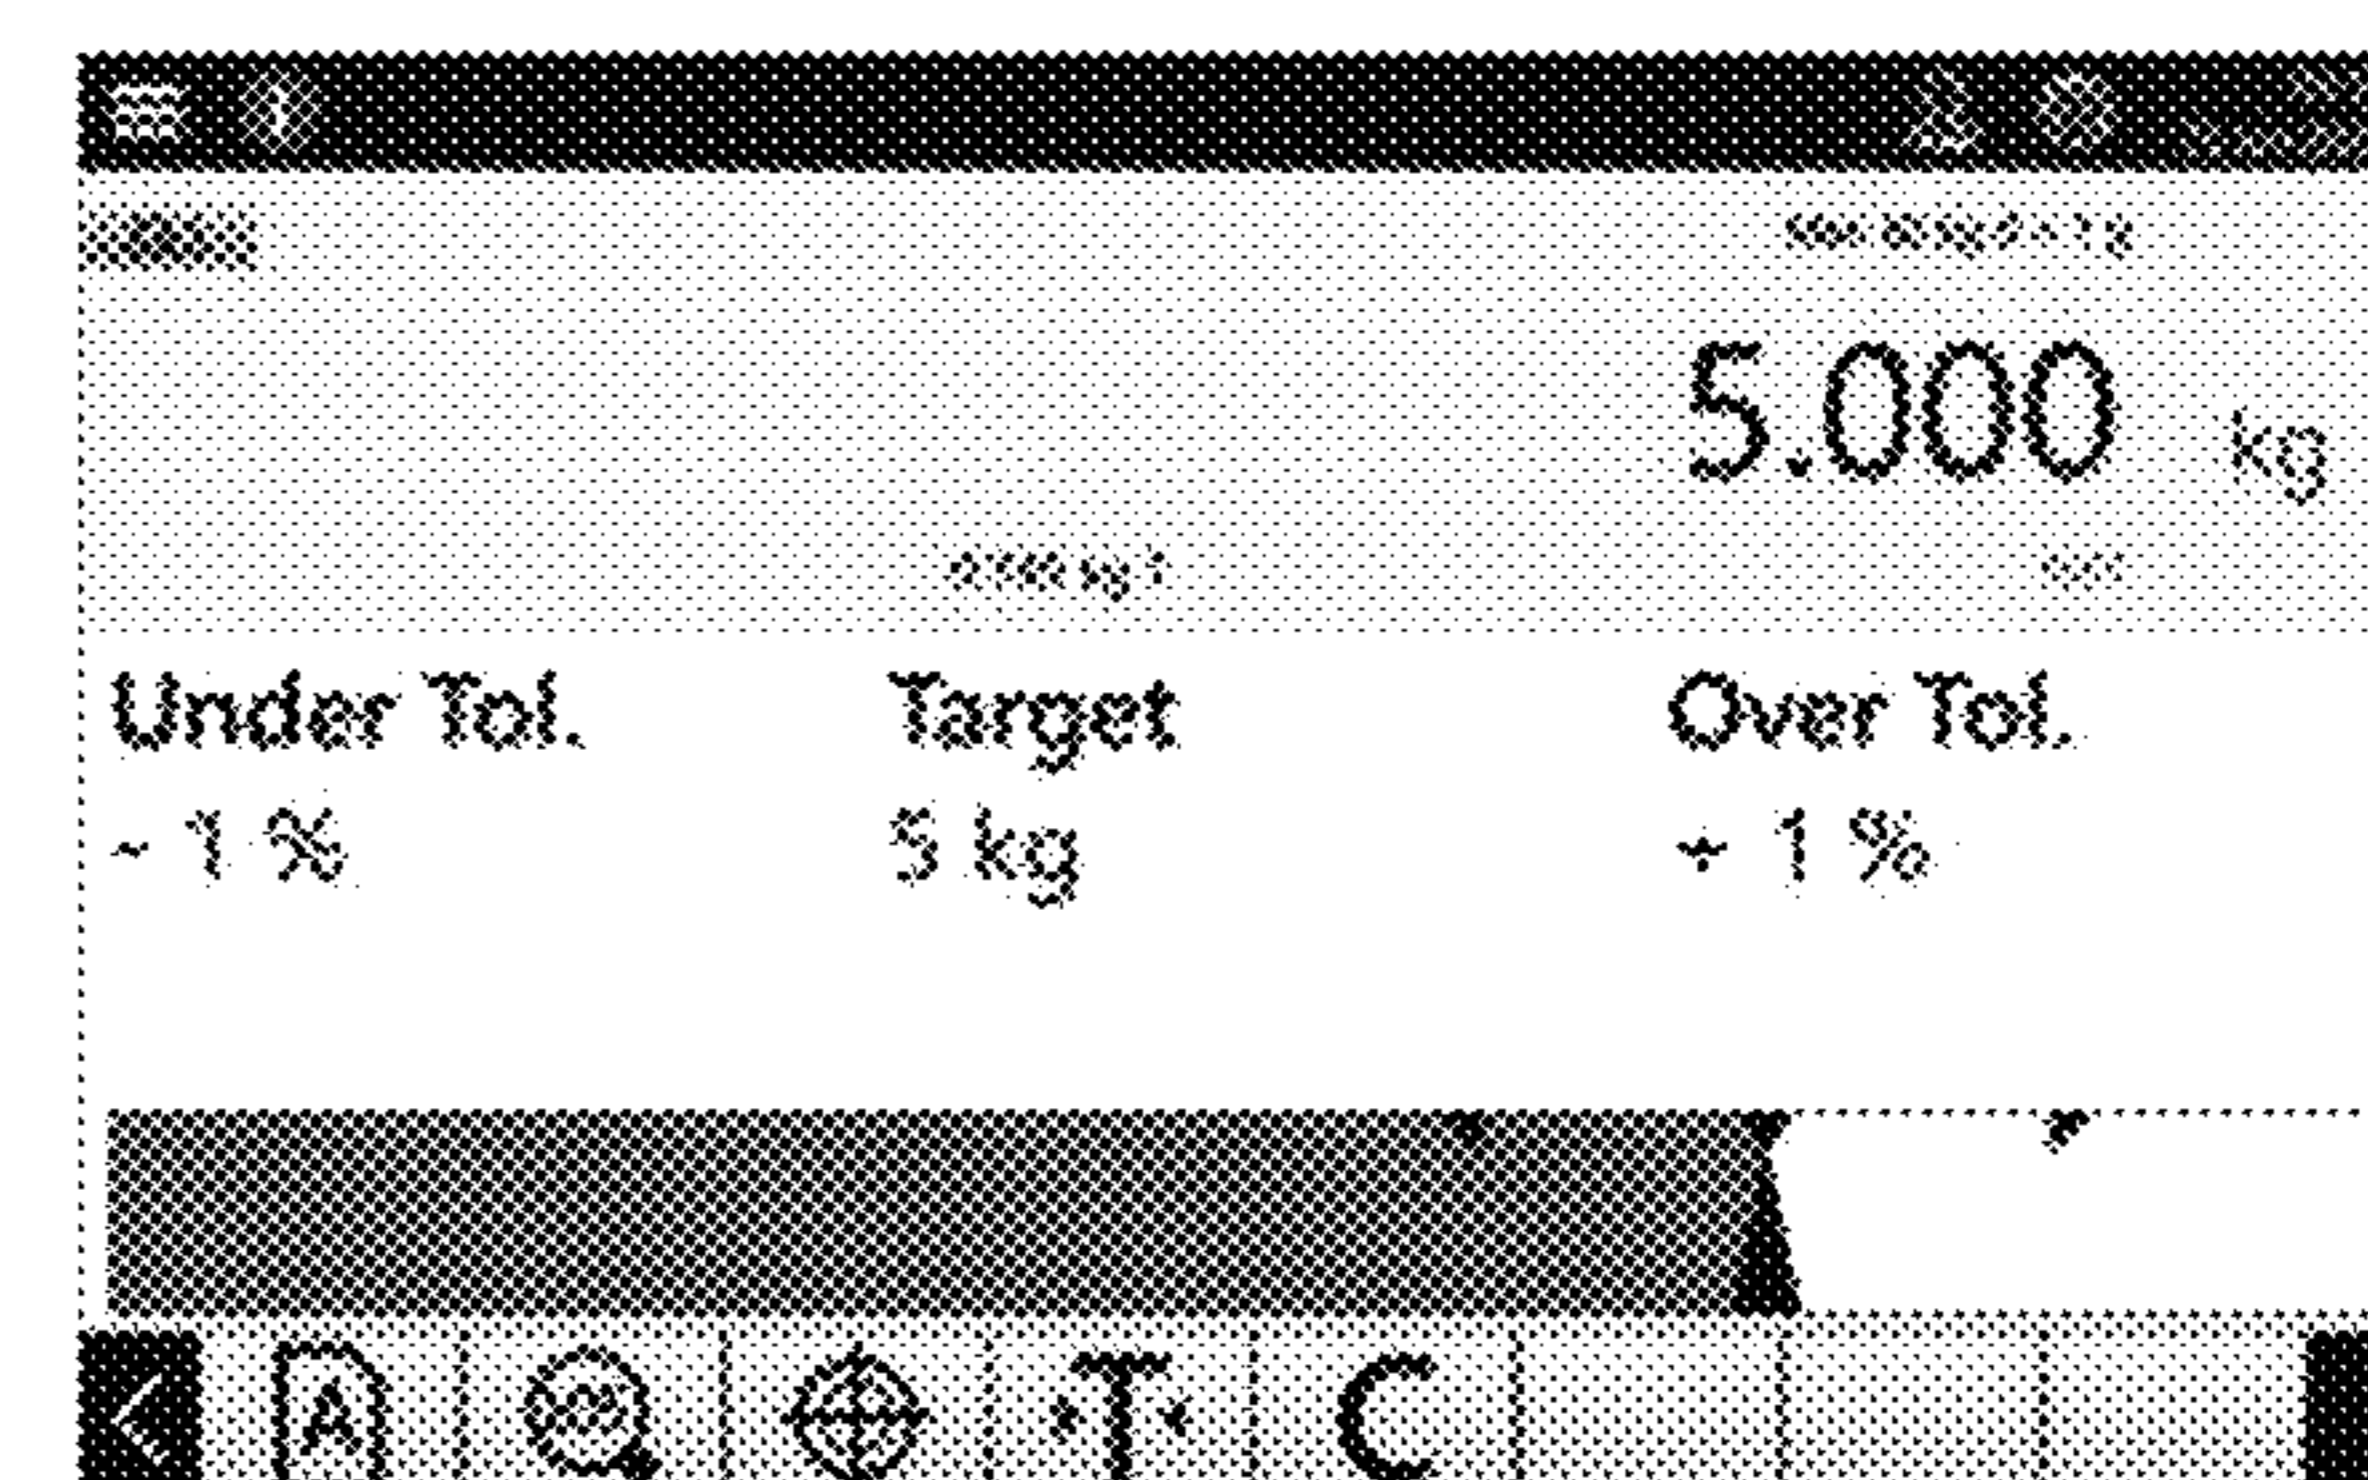 5.000 kg
Under Tol. Target Over Tol.
- 1 % 5 kg + 1 %
A T C